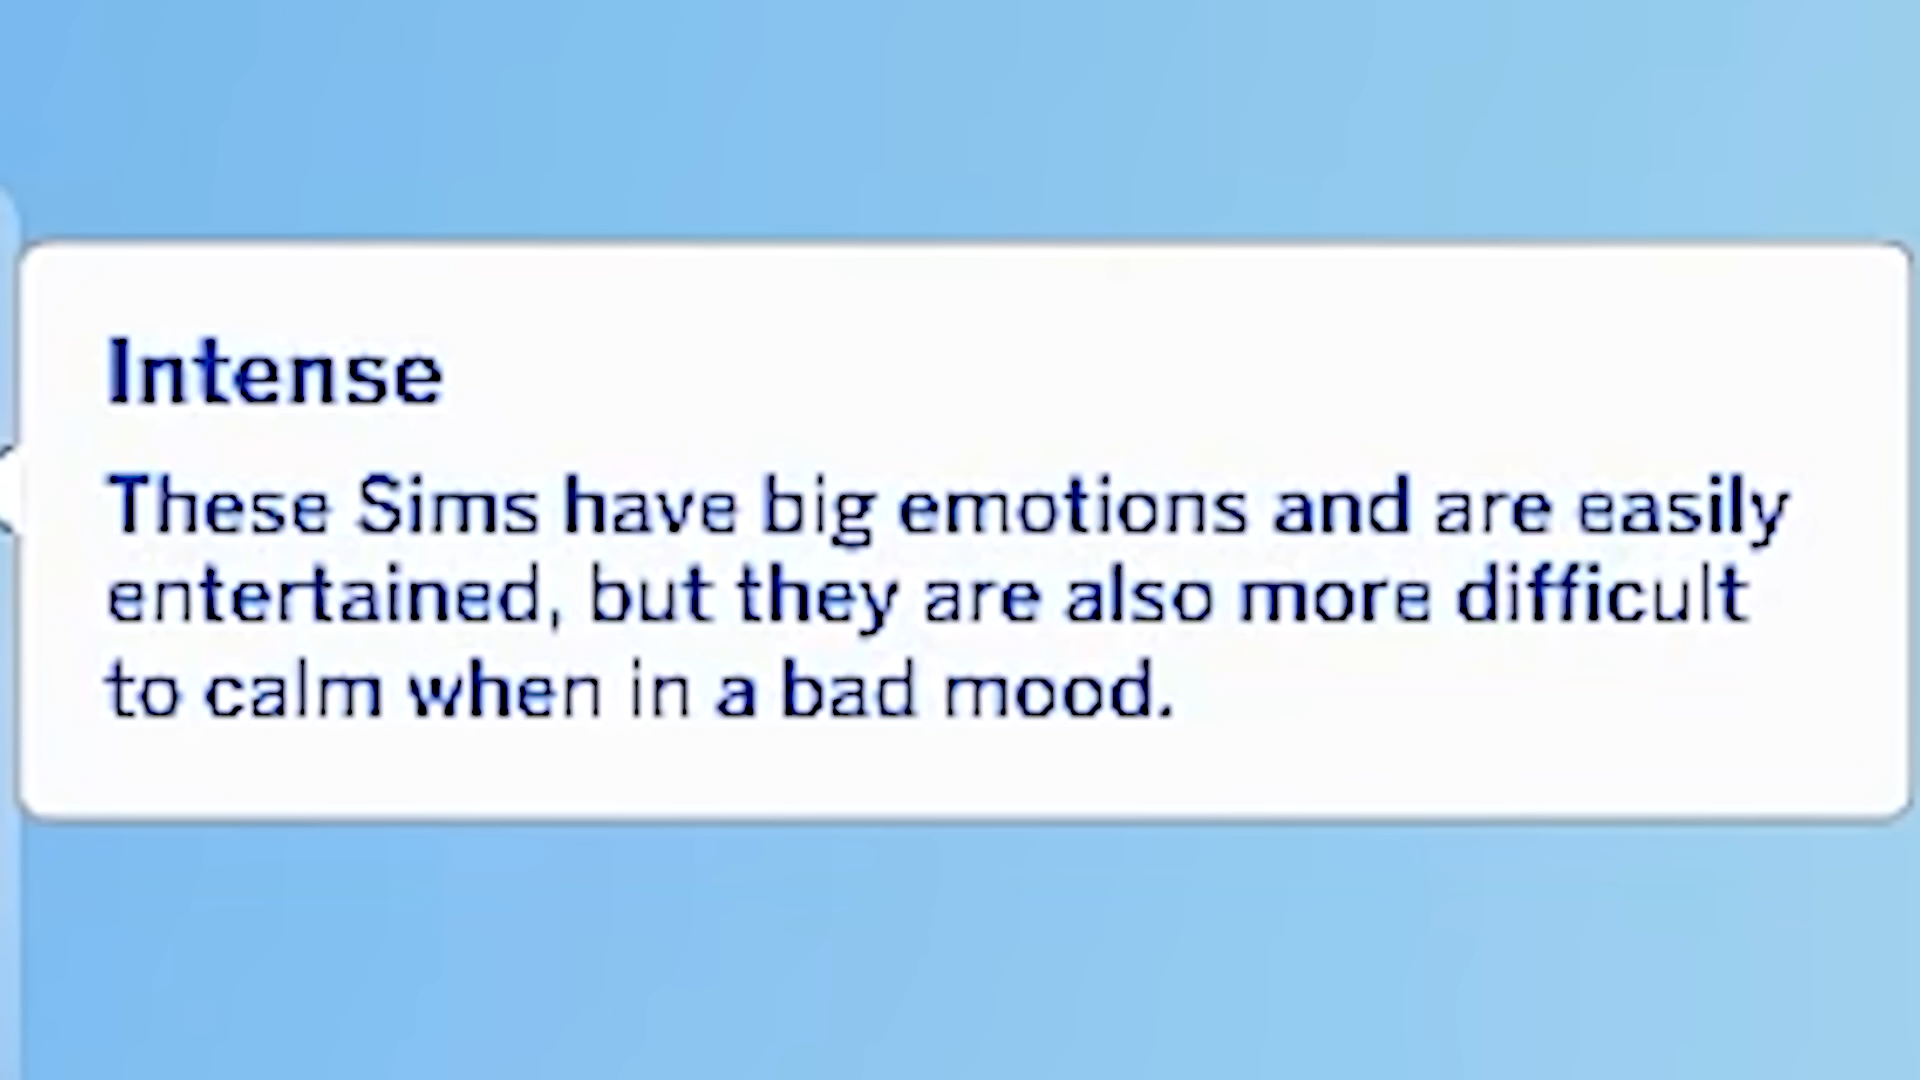 Intense
These Sims have big emotions and are easily
entertained, but they are also more difficult
to calm when in a bad mood.